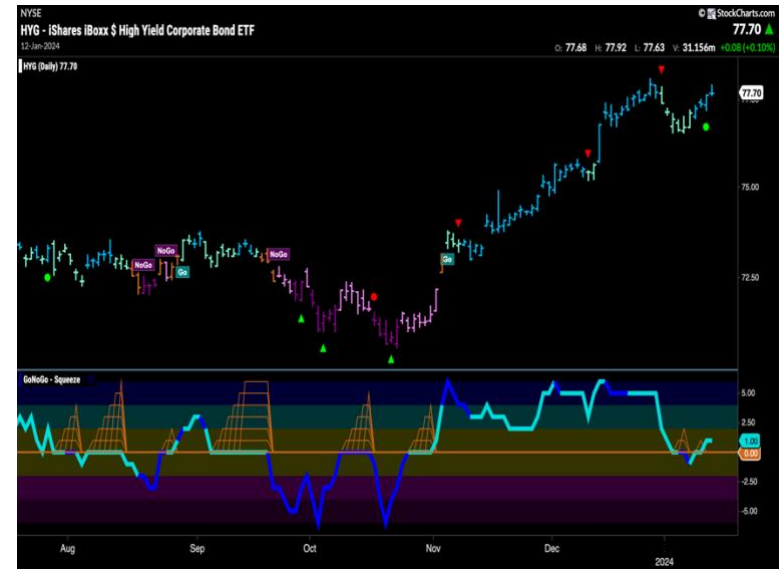 NYSE
© StockCharts.com
HYG - iShares iBoxx $ High Yield Corporate Bond ETF
77.70
12-Jan-2024
O: 77.68 H: 77.92 L: 77.63 V: 31.156m +0.08 (+0.10%)
HYG (Daily) 77.70
77.70
75.00
NoGo
NoGo
NoGo
Go
Go
72.50
GoNoGo - Squeeze
5.00
2.50
1.00
0.00
-2.50
-5.00
Aug
Sep
Oct
Nov
Dec
2024